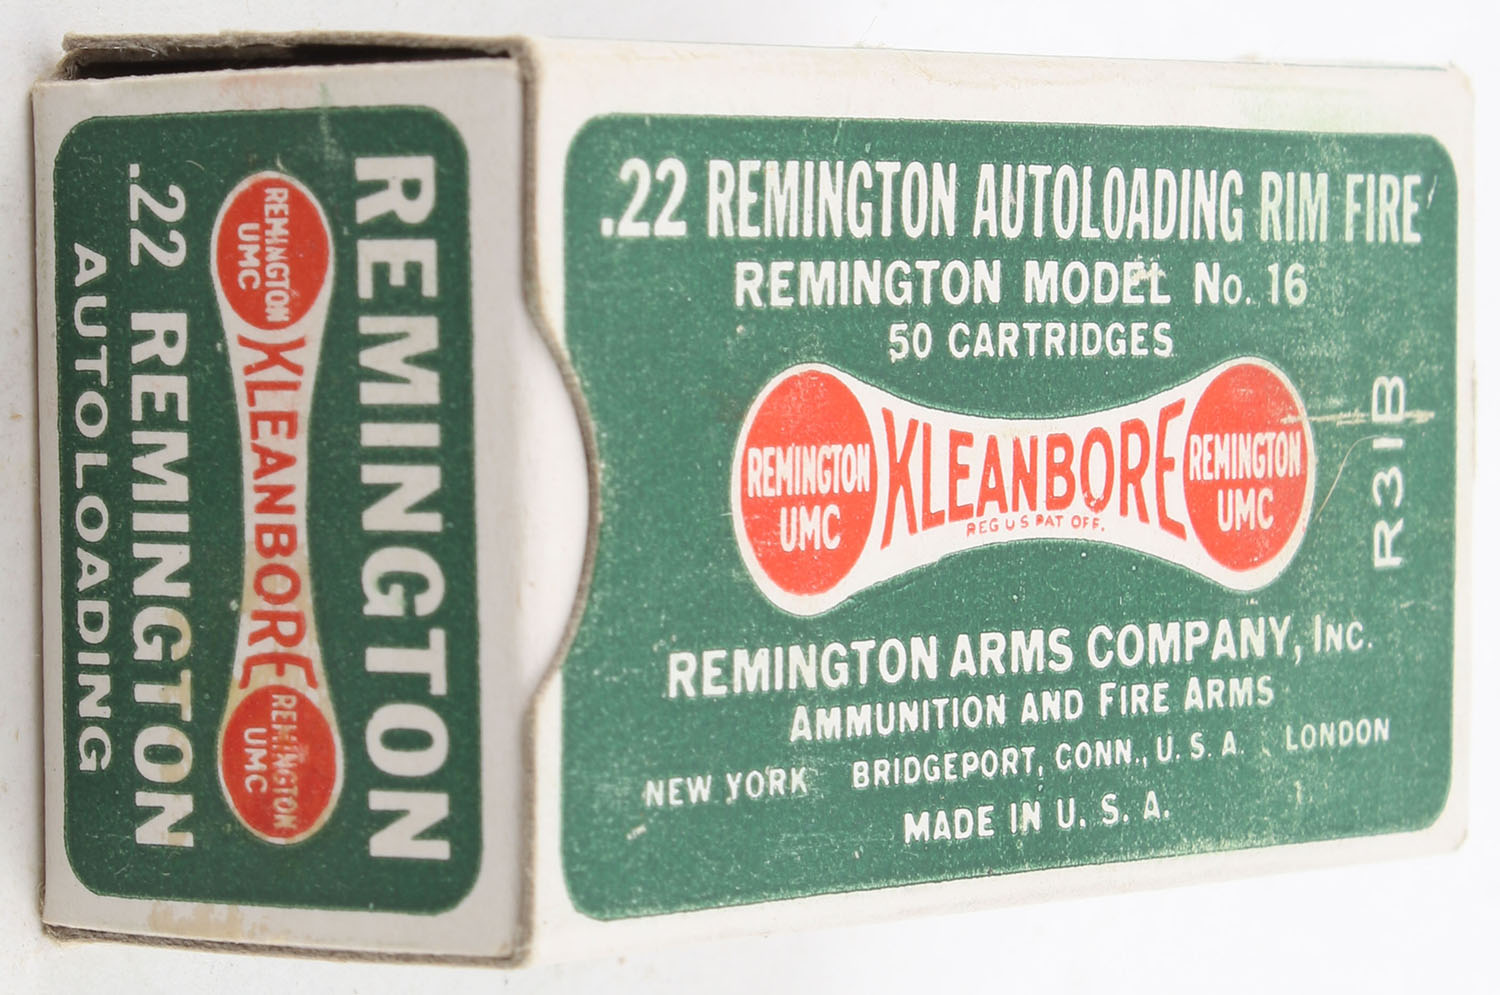 REMINGTON
REMINGTON
UMC
KLEANBORE
REMINGTON
UMC
.22 REMINGTON
AUTOLOADING
.22 REMINGTON AUTOLOADING RIM FIRE
REMINGTON MODEL No. 16
50 CARTRIDGES
REMINGTON
UMC
KLEANBORE
REG U S PAT OFF.
REMINGTON
UMC
R31B
REMINGTON ARMS COMPANY, INC.
AMMUNITION AND FIRE ARMS
NEW YORK BRIDGEPORT, CONN., U. S. A. LONDON
MADE IN U. S. A.